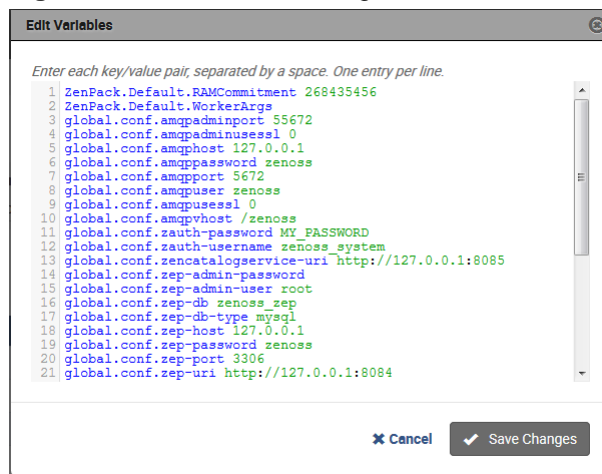 Edit Variables
Enter each key/value pair, separated by a space. One entry per line.
1 ZenPack.Default.RAMCommitment 268435456
2 ZenPack.Default.WorkerArgs
3 global.conf.amqpadminport 55672
4 global.conf.amqpadminusessl 0
5 global.conf.amqphost 127.0.0.1
6 global.conf.amqppassword zenoss
7 global.conf.amqpport 5672
8 global.conf.amqpuser zenoss
9 global.conf.amqpusessl 0
10 global.conf.amqpvhost /zenoss
11 global.conf.zauth-password MY_PASSWORD
12 global.conf.zauth-username zenoss_system
13 global.conf.zencatalogservice-uri http://127.0.0.1:8085
14 global.conf.zep-admin-password
15 global.conf.zep-admin-user root
16 global.conf.zep-db zenoss_zep
17 global.conf.zep-db-type mysql
18 global.conf.zep-host 127.0.0.1
19 global.conf.zep-password zenoss
20 global.conf.zep-port 3306
21 global.conf.zep-uri http://127.0.0.1:8084
Cancel
Save Changes